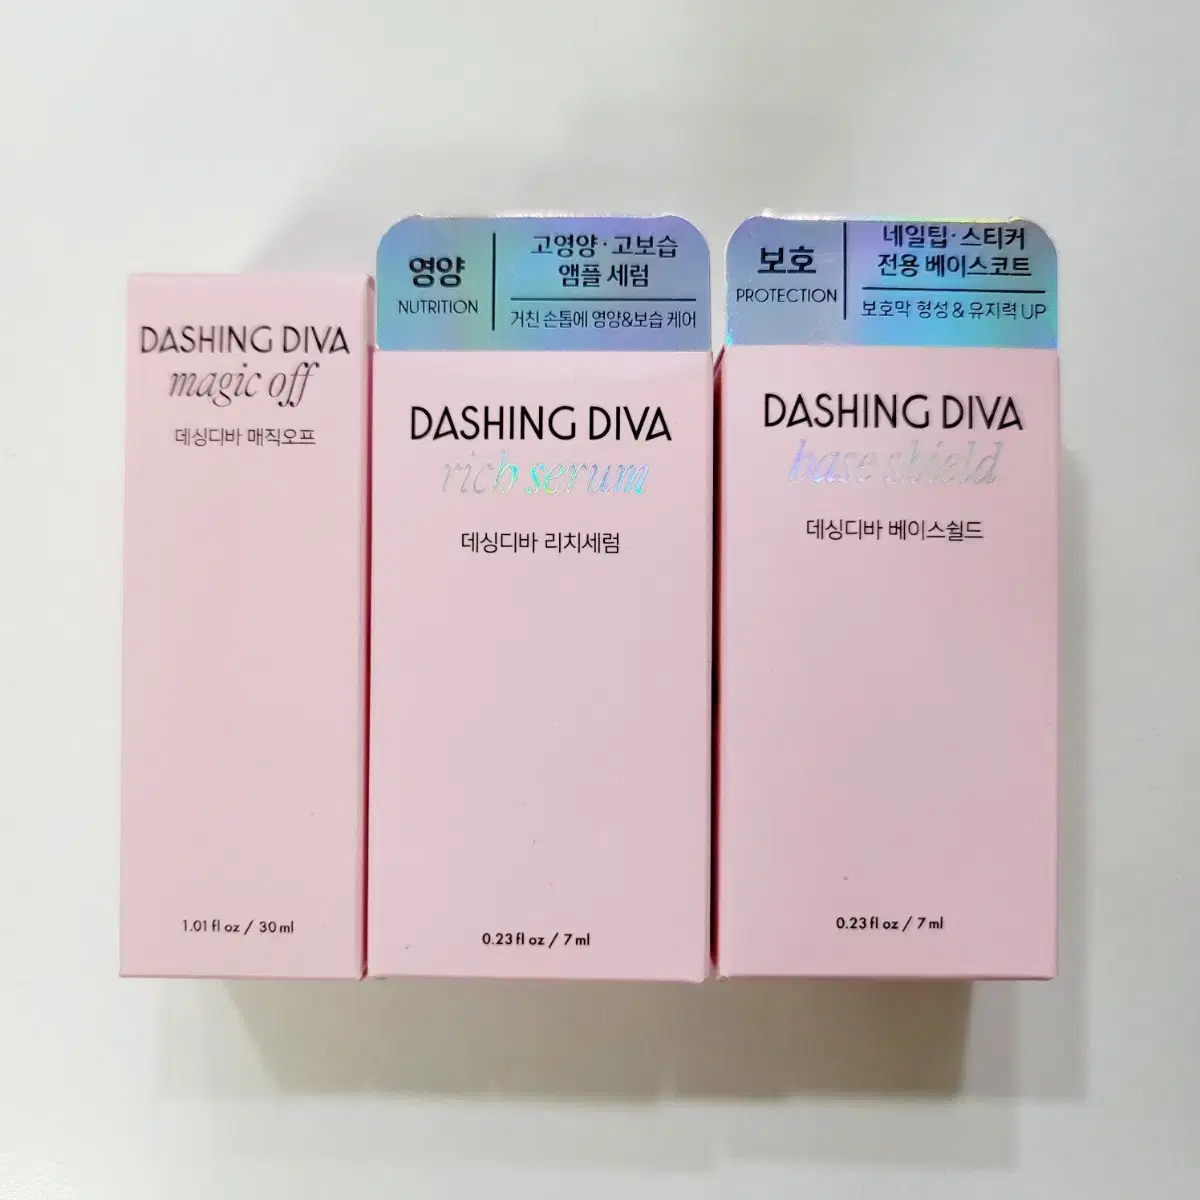 DASHING DIVA
magic off
데싱디바 매직오프
1.01 fl oz / 30 ml
영양
NUTRITION
고영양·고보습
앰플 세럼
거친 손톱에 영양&보습 케어
DASHING DIVA
rich serum
데싱디바 리치세럼
0.23 fl oz / 7 ml
보호
PROTECTION
네일팁·스티커
전용 베이스코트
보호막 형성 & 유지력 UP
DASHING DIVA
base shield
데싱디바 베이스쉴드
0.23 fl oz / 7 ml